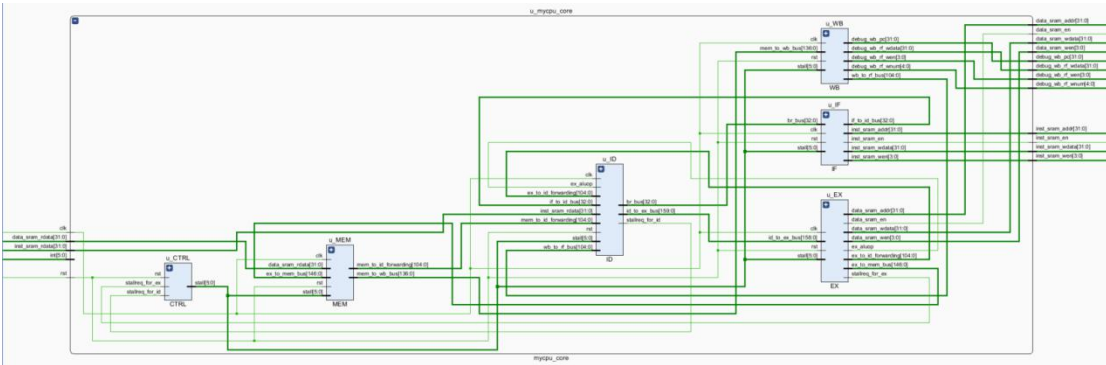 u_mycpu_core
data_sram_addr[31:0]
data_sram_en
data_sram_wdata[31:0]
data_sram_wen[3:0]
debug_wb_pc[31:0]
debug_wb_rf_wdata[31:0]
debug_wb_rf_wen[3:0]
debug_wb_rf_wnum[4:0]
u_WB
clk
mem_to_wb_bus[136:0]
rst
stall[5:0]
debug_wb_pc[31:0]
debug_wb_rf_wdata[31:0]
debug_wb_rf_wen[3:0]
debug_wb_rf_wnum[4:0]
wb_to_rf_bus[104:0]
WB
u_IF
br_bus[32:0]
clk
rst
stall[5:0]
if_to_id_bus[32:0]
inst_sram_addr[31:0]
inst_sram_en
inst_sram_wdata[31:0]
inst_sram_wen[3:0]
IF
inst_sram_addr[31:0]
inst_sram_en
inst_sram_wdata[31:0]
inst_sram_wen[3:0]
u_ID
clk
ex_aluop
ex_to_id_forwarding[104:0]
if_to_id_bus[32:0]
inst_sram_rdata[31:0]
mem_to_id_forwarding[104:0]
rst
stall[5:0]
wb_to_rf_bus[104:0]
br_bus[32:0]
id_to_ex_bus[158:0]
stallreq_for_id
ID
u_EX
clk
id_to_ex_bus[158:0]
rst
stall[5:0]
data_sram_addr[31:0]
data_sram_en
data_sram_wdata[31:0]
data_sram_wen[3:0]
ex_aluop
ex_to_id_forwarding[104:0]
ex_to_mem_bus[146:0]
stallreq_for_ex
EX
clk
data_sram_rdata[31:0]
inst_sram_rdata[31:0]
int[5:0]
rst
u_CTRL
rst
stallreq_for_ex
stallreq_for_id
stall[5:0]
CTRL
u_MEM
clk
data_sram_rdata[31:0]
ex_to_mem_bus[146:0]
rst
stall[5:0]
mem_to_id_forwarding[104:0]
mem_to_wb_bus[136:0]
MEM
mycpu_core